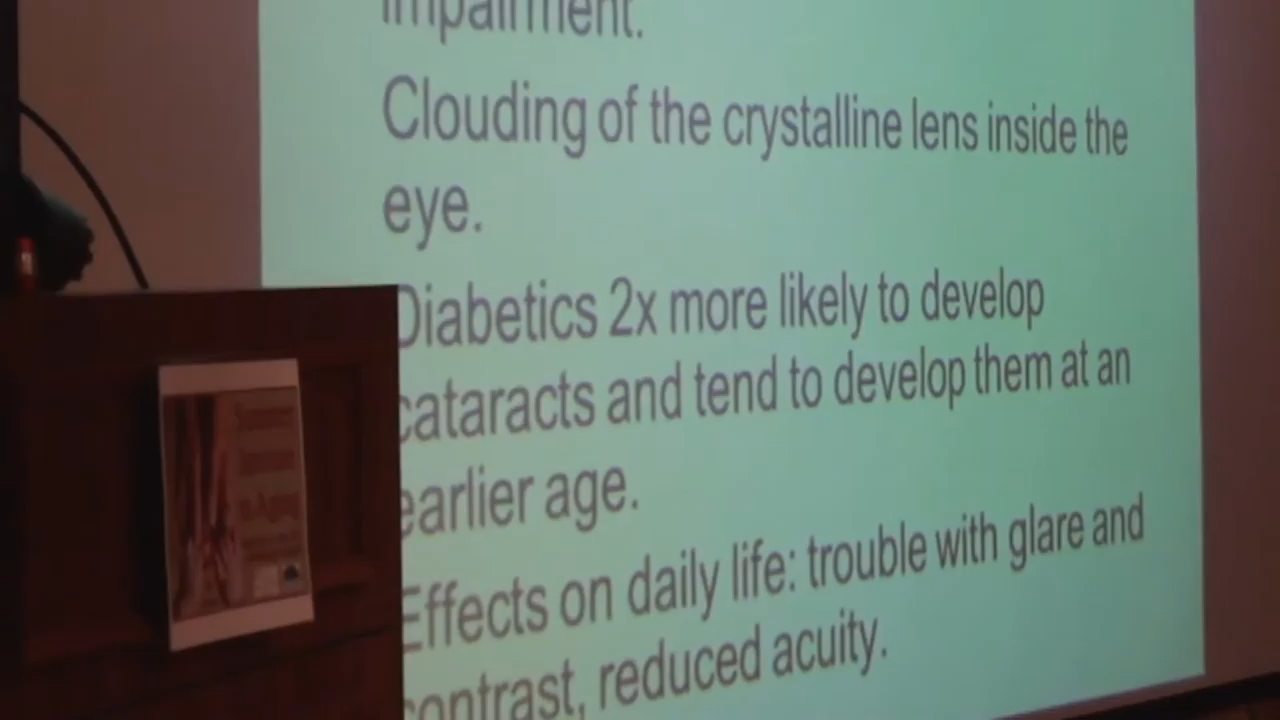 impairment.
Clouding of the crystalline lens inside the
eye.
Diabetics 2x more likely to develop
cataracts and tend to develop them at an
earlier age.
Effects on daily life: trouble with glare and
contrast, reduced acuity.